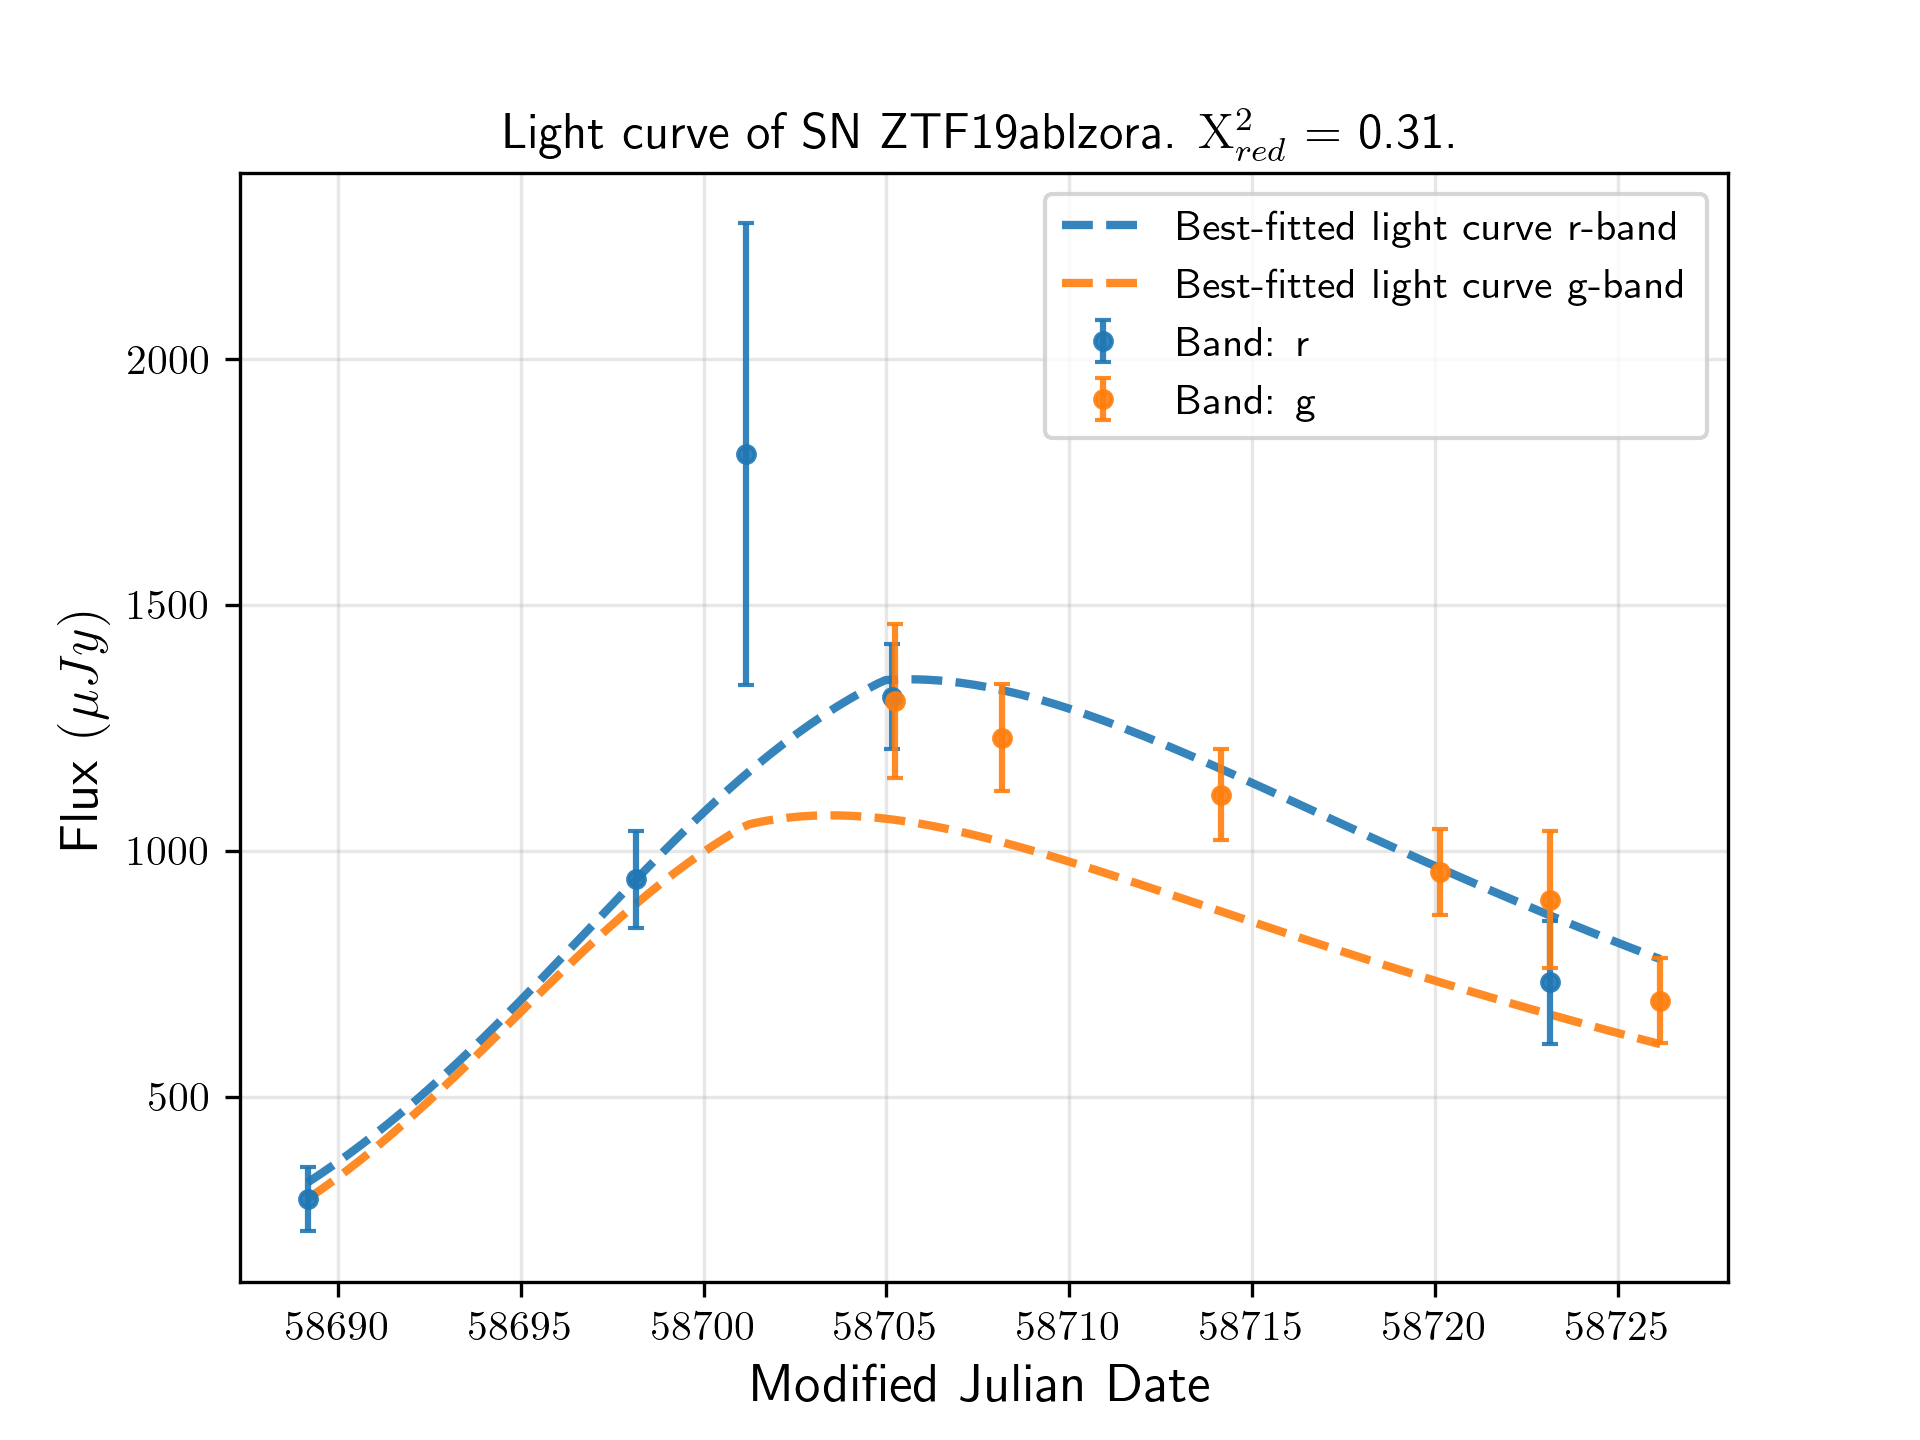 Light curve of SN ZTF19ablzora. X²_red = 0.31.
Best-fitted light curve r-band
Best-fitted light curve g-band
Band: r
Band: g
2000
1500
1000
500
Flux (μJy)
58690 58695 58700 58705 58710 58715 58720 58725
Modified Julian Date